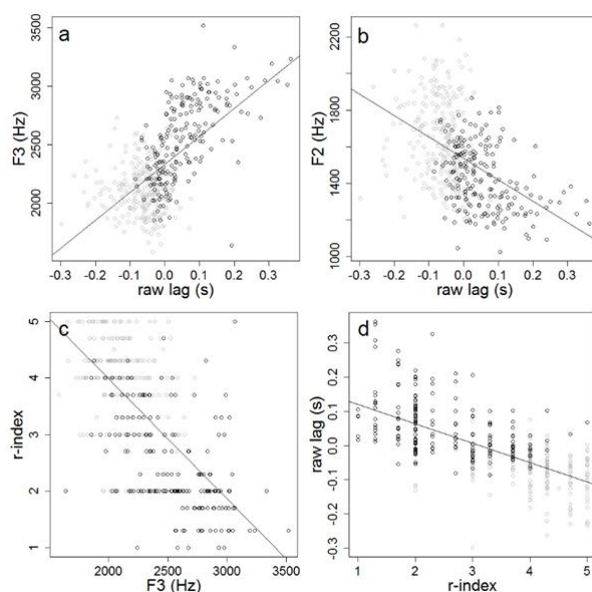 a
F3 (Hz)
2000 2500 3000 3500
-0.3 -0.2 -0.1 0.0 0.1 0.2 0.3
raw lag (s)
b
F2 (Hz)
1000 1400 1800 2200
-0.3 -0.2 -0.1 0.0 0.1 0.2 0.3
raw lag (s)
c
r-index
1 2 3 4 5
2000 2500 3000 3500
F3 (Hz)
d
raw lag (s)
-0.3 -0.2 -0.1 0.0 0.1 0.2 0.3
1 2 3 4 5
r-index